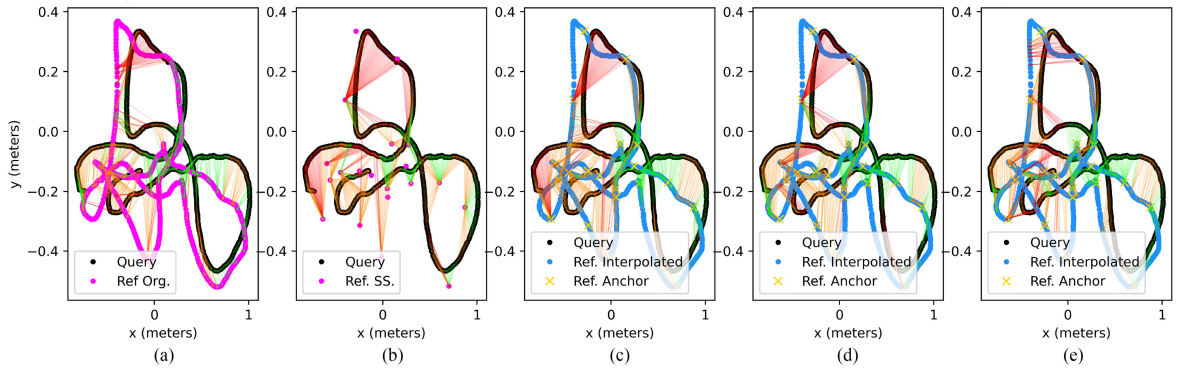 0.4
0.2
0.0
−0.2
−0.4
y (meters)
Query
Ref Org.
0
1
x (meters)
(a)
0.4
0.2
0.0
−0.2
−0.4
Query
Ref. SS.
0
1
x (meters)
(b)
0.4
0.2
0.0
−0.2
−0.4
Query
Ref. Interpolated
Ref. Anchor
0
1
x (meters)
(c)
0.4
0.2
0.0
−0.2
−0.4
Query
Ref. Interpolated
Ref. Anchor
0
1
x (meters)
(d)
0.4
0.2
0.0
−0.2
−0.4
Query
Ref. Interpolated
Ref. Anchor
0
1
x (meters)
(e)